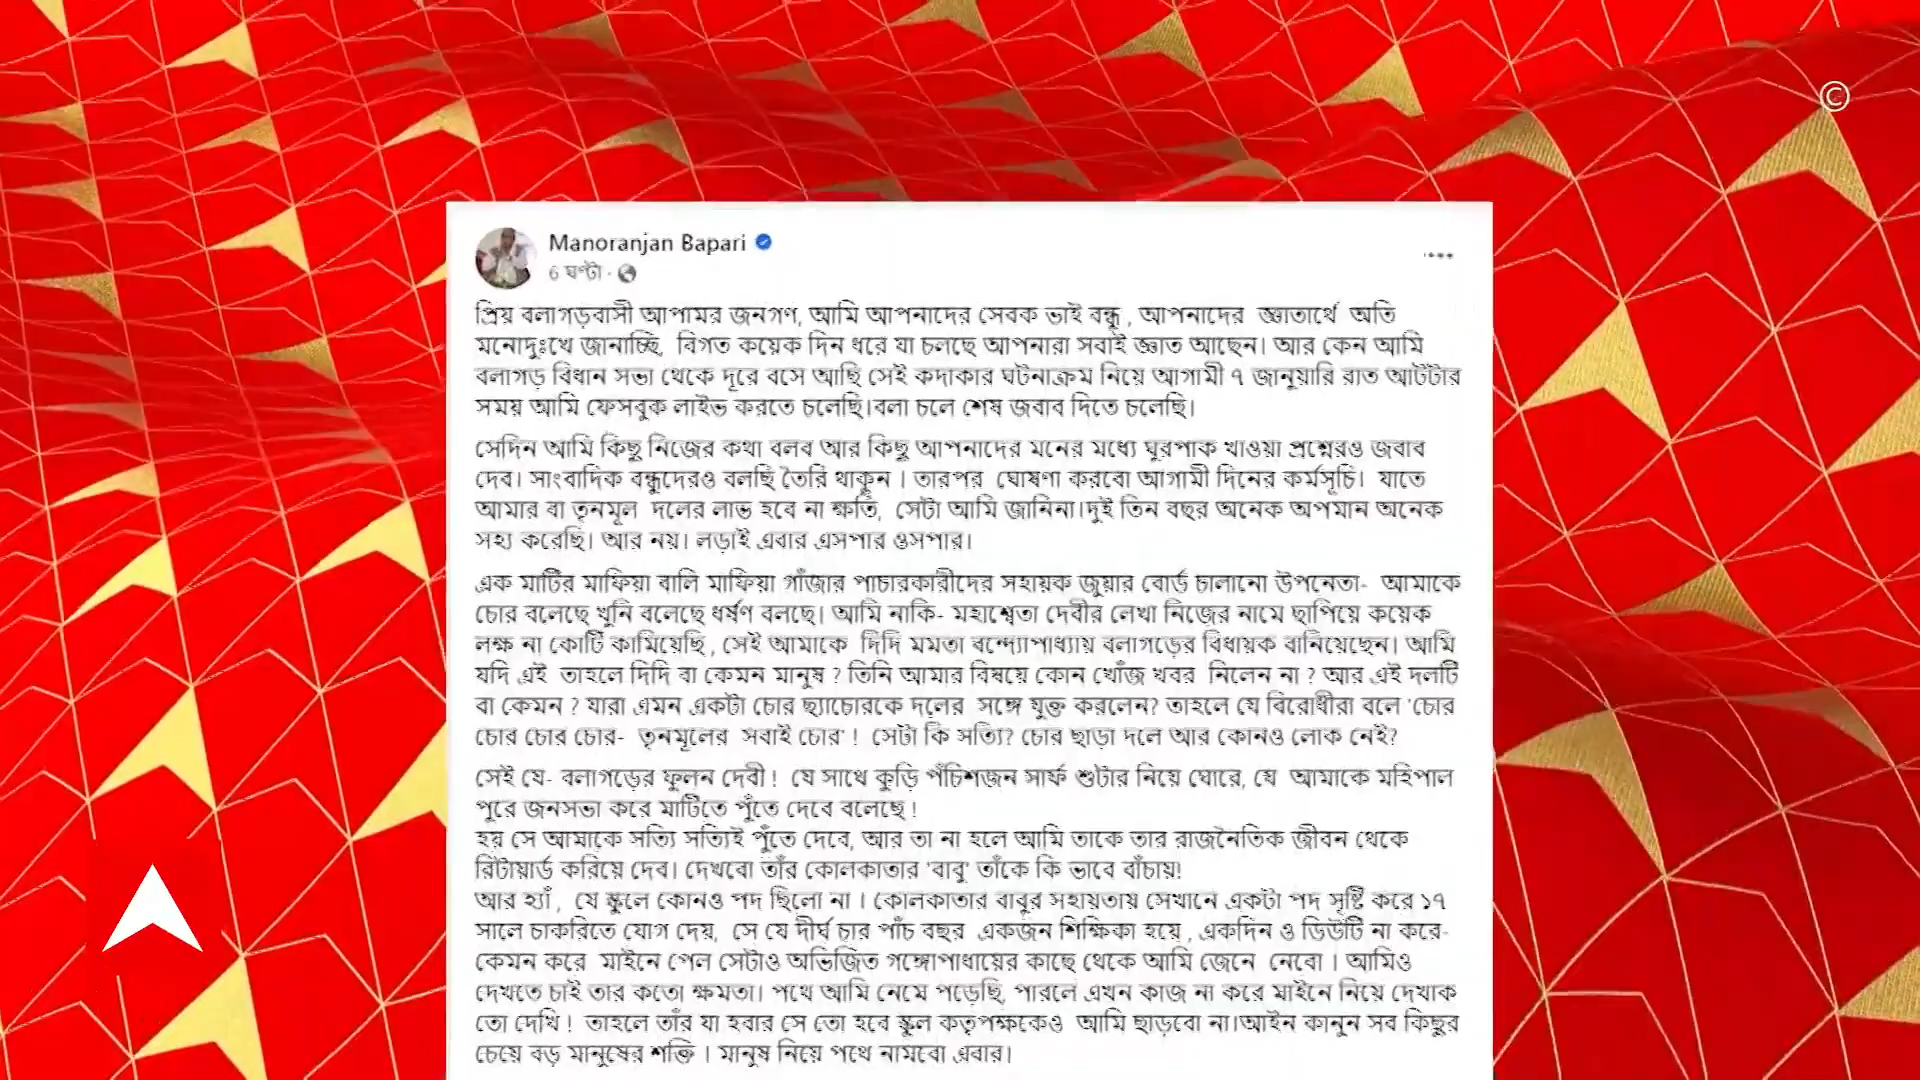 ©
Manoranjan Bapari
6 ঘণ্টা ·
প্রিয় বলাগড়বাসী আপামর জনগণ, আমি আপনাদের সেবক ভাই বন্ধু , আপনাদের জ্ঞাতার্থে অতি
মনোদুঃখে জানাচ্ছি, বিগত কয়েক দিন ধরে যা চলছে আপনারা সবাই জ্ঞাত আছেন। আর কেন আমি
বলাগড় বিধান সভা থেকে দূরে বসে আছি সেই কদাকার ঘটনাক্রম নিয়ে আগামী ৭ জানুয়ারি রাত আটটার
সময় আমি ফেসবুক লাইভ করতে চলেছি।বলা চলে শেষ জবাব দিতে চলেছি।
সেদিন আমি কিছু নিজের কথা বলব আর কিছু আপনাদের মনের মধ্যে ঘুরপাক খাওয়া প্রশ্নেরও জবাব
দেব। সাংবাদিক বন্ধুদেরও বলছি তৈরি থাকুন । তারপর ঘোষণা করবো আগামী দিনের কর্মসূচি। যাতে
আমার বা তৃনমূল দলের লাভ হবে না ক্ষতি, সেটা আমি জানিনা।দুই তিন বছর অনেক অপমান অনেক
সহ্য করেছি। আর নয়। লড়াই এবার এসপার ওসপার।
এক মাটির মাফিয়া বালি মাফিয়া গাঁজার পাচারকারীদের সহায়ক জুয়ার বোর্ড চালানো উপনেতা- আমাকে
চোর বলেছে খুনি বলেছে ধর্ষণ বলছে। আমি নাকি- মহাশ্বেতা দেবীর লেখা নিজের নামে ছাপিয়ে কয়েক
লক্ষ না কোটি কামিয়েছি , সেই আমাকে দিদি মমতা বন্দ্যোপাধ্যায় বলাগড়ের বিধায়ক বানিয়েছেন। আমি
যদি এই তাহলে দিদি বা কেমন মানুষ ? তিনি আমার বিষয়ে কোন খোঁজ খবর নিলেন না ? আর এই দলটি
বা কেমন ? যারা এমন একটা চোর ছ্যাচোরকে দলের সঙ্গে যুক্ত করলেন? তাহলে যে বিরোধীরা বলে 'চোর
চোর চোর চোর- তৃনমূলের সবাই চোর' ! সেটা কি সত্যি? চোর ছাড়া দলে আর কোনও লোক নেই?
সেই যে- বলাগড়ের ফুলন দেবী ! যে সাথে কুড়ি পঁচিশজন সার্ফ শুটার নিয়ে ঘোরে, যে আমাকে মহিপাল
পুরে জনসভা করে মাটিতে পুঁতে দেবে বলেছে !
হয় সে আমাকে সত্যি সত্যিই পুঁতে দেবে, আর তা না হলে আমি তাকে তার রাজনৈতিক জীবন থেকে
রিটায়ার্ড করিয়ে দেব। দেখবো তাঁর কোলকাতার 'বাবু' তাঁকে কি ভাবে বাঁচায়!
আর হ্যাঁ , যে স্কুলে কোনও পদ ছিলো না । কোলকাতার বাবুর সহায়তায় সেখানে একটা পদ সৃষ্টি করে ১৭
সালে চাকরিতে যোগ দেয়, সে যে দীর্ঘ চার পাঁচ বছর একজন শিক্ষিকা হয়ে , একদিন ও ডিউটি না করে-
কেমন করে মাইনে পেল সেটাও অভিজিত গঙ্গোপাধায়ের কাছে থেকে আমি জেনে নেবো । আমিও
দেখতে চাই তার কতো ক্ষমতা। পথে আমি নেমে পড়েছি, পারলে এখন কাজ না করে মাইনে নিয়ে দেখাক
তো দেখি ! তাহলে তাঁর যা হবার সে তো হবে স্কুল কতৃপক্ষকেও আমি ছাড়বো না।আইন কানুন সব কিছুর
চেয়ে বড় মানুষের শক্তি । মানুষ নিয়ে পথে নামবো এবার।